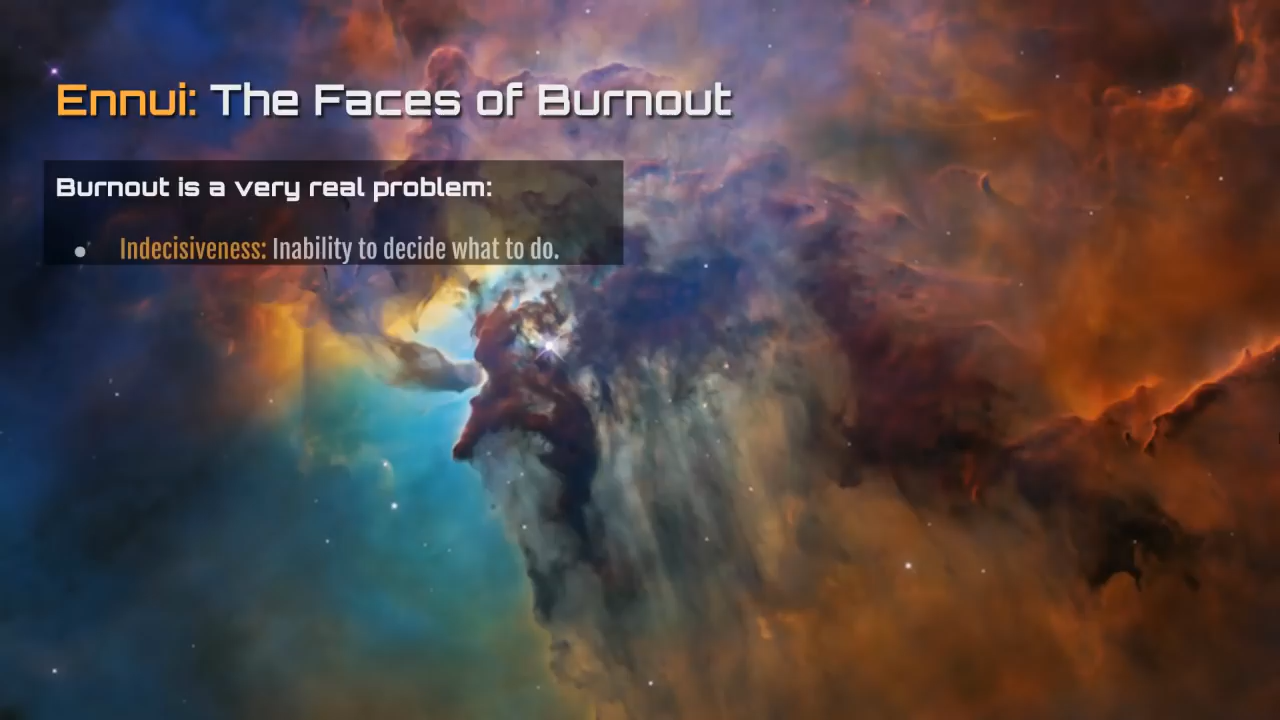 Ennui: The Faces of Burnout
Burnout is a very real problem:
● Indecisiveness: Inability to decide what to do.